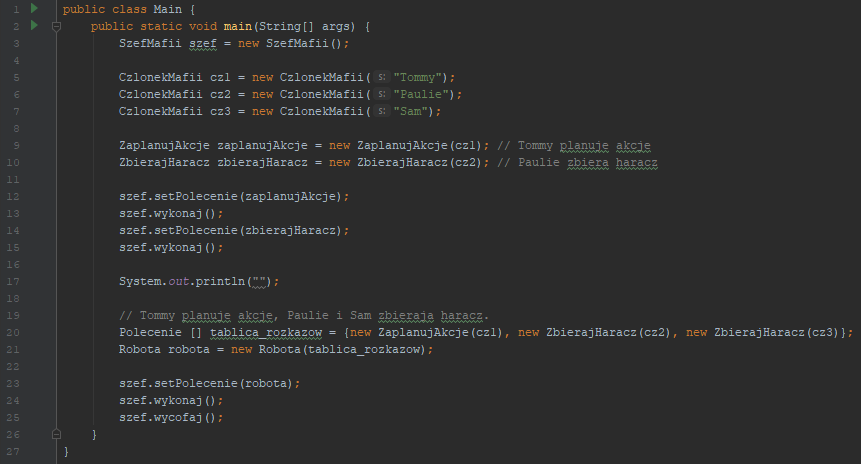 1 public class Main {
2 public static void main(String[] args) {
3 SzefMafii szef = new SzefMafii();
4
5 CzlonekMafii cz1 = new CzlonekMafii( s: "Tommy");
6 CzlonekMafii cz2 = new CzlonekMafii( s: "Paulie");
7 CzlonekMafii cz3 = new CzlonekMafii( s: "Sam");
8
9 ZaplanujAkcje zaplanujAkcje = new ZaplanujAkcje(cz1); // Tommy planuje akcje
10 ZbierajHaracz zbierajHaracz = new ZbierajHaracz(cz2); // Paulie zbiera haracz
11
12 szef.setPolecenie(zaplanujAkcje);
13 szef.wykonaj();
14 szef.setPolecenie(zbierajHaracz);
15 szef.wykonaj();
16
17 System.out.println("");
18
19 // Tommy planuje akcje, Paulie i Sam zbieraja haracz.
20 Polecenie [] tablica_rozkazow = {new ZaplanujAkcje(cz1), new ZbierajHaracz(cz2), new ZbierajHaracz(cz3)};
21 Robota robota = new Robota(tablica_rozkazow);
22
23 szef.setPolecenie(robota);
24 szef.wykonaj();
25 szef.wycofaj();
26 }
27 }